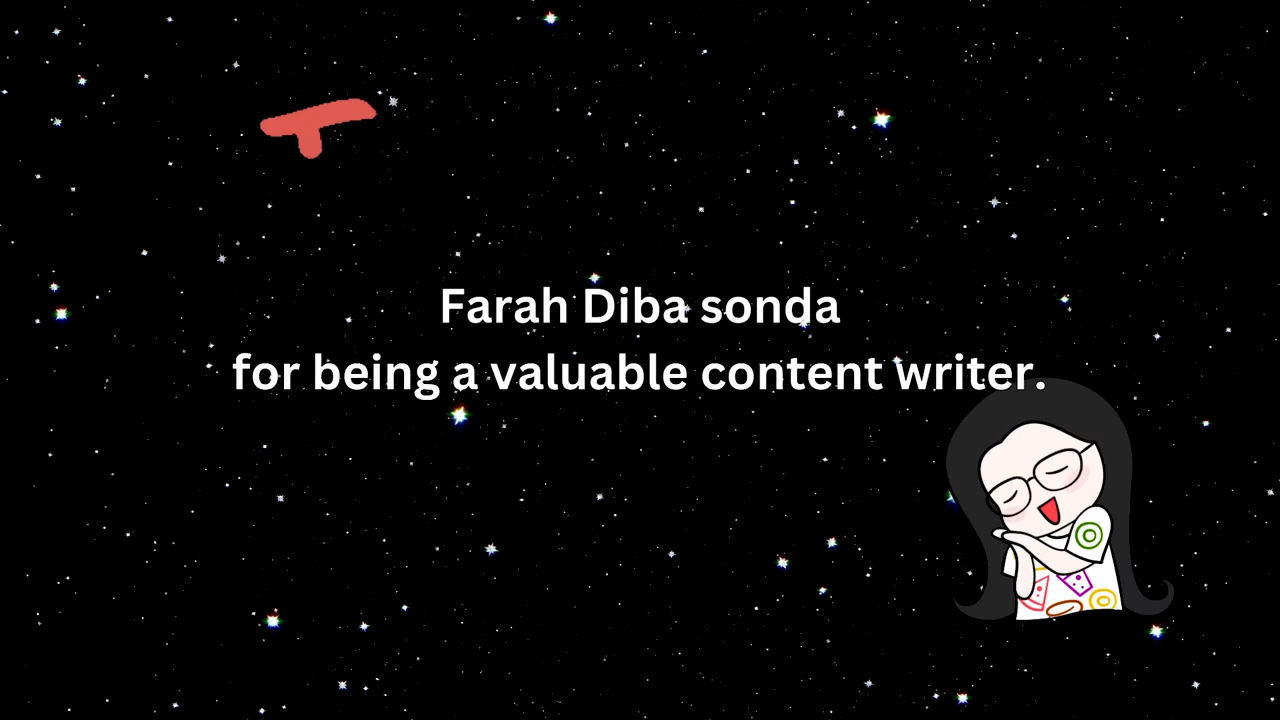 Farah Diba sonda
for being a valuable content writer.